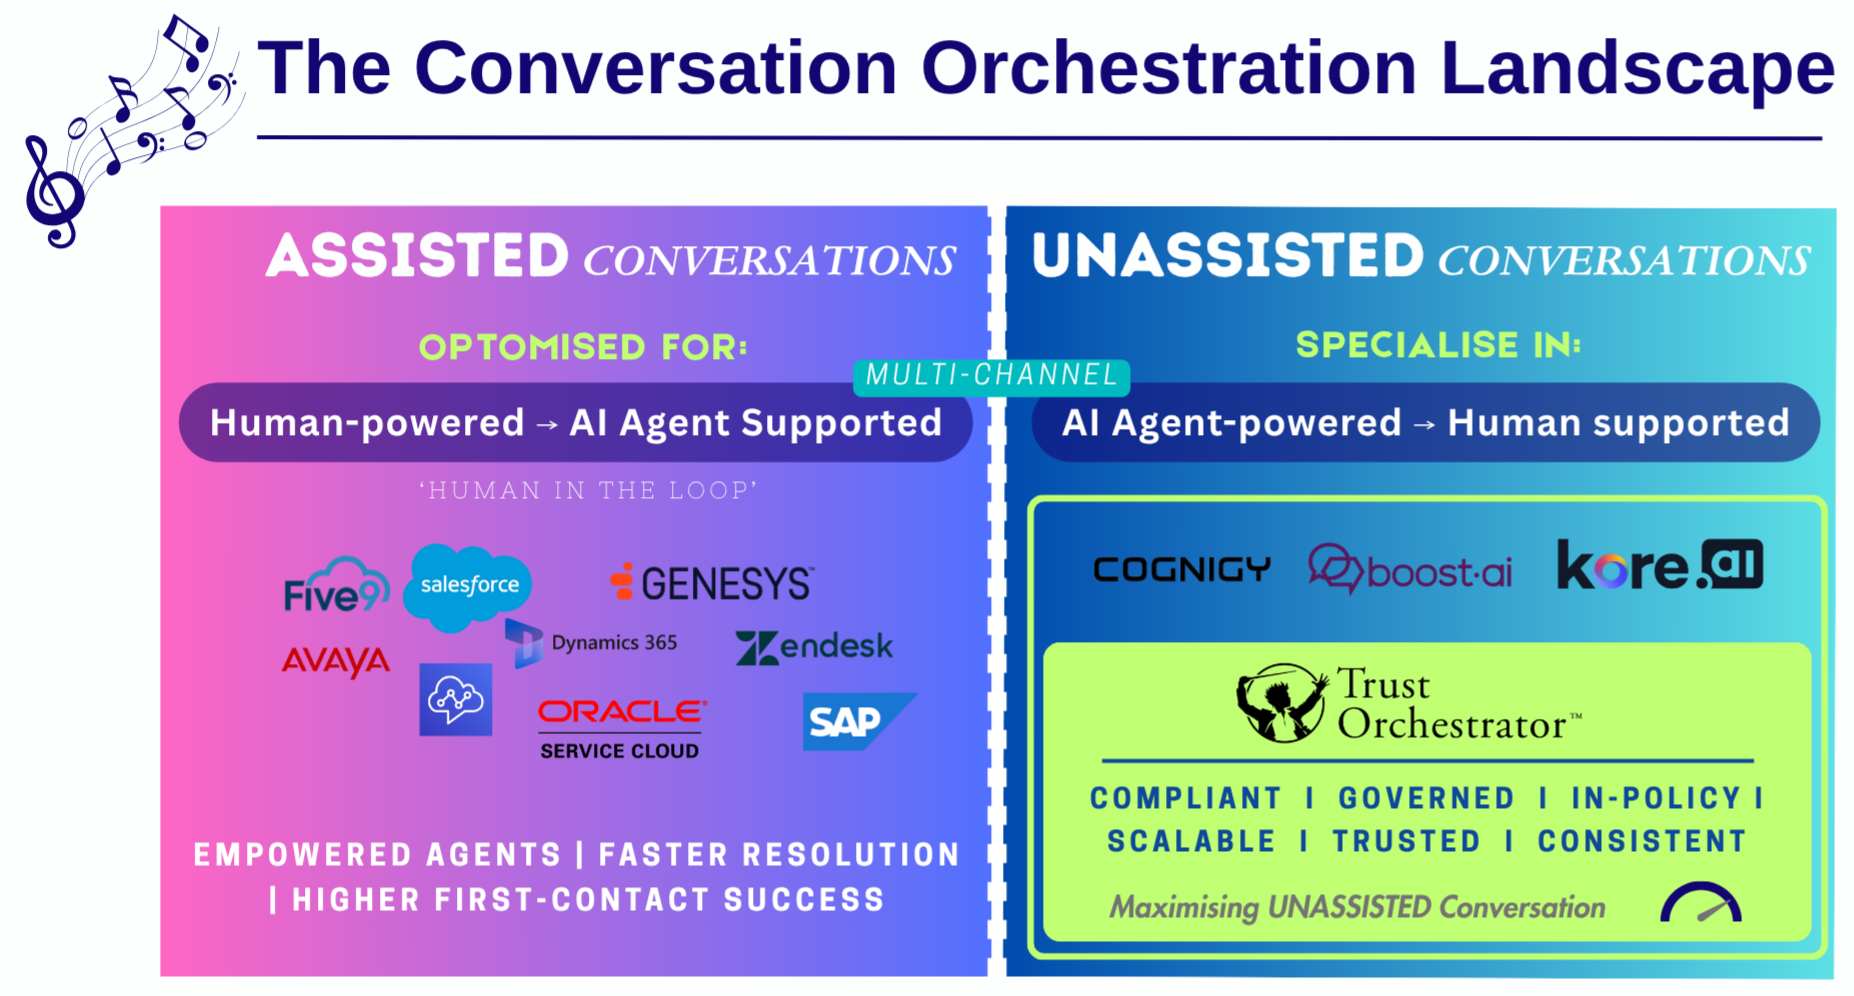 The Conversation Orchestration Landscape
ASSISTED CONVERSATIONS
OPTOMISED FOR:
Human-powered → AI Agent Supported
'HUMAN IN THE LOOP'
Five9
salesforce
GENESYS™
AVAYA
Dynamics 365
Zendesk
ORACLE®
SERVICE CLOUD
SAP
EMPOWERED AGENTS | FASTER RESOLUTION
| HIGHER FIRST-CONTACT SUCCESS
MULTI-CHANNEL
UNASSISTED CONVERSATIONS
SPECIALISE IN:
AI Agent-powered → Human supported
COGNIGY
boost.ai
kore.ai
Trust
Orchestrator™
COMPLIANT I GOVERNED I IN-POLICY I
SCALABLE I TRUSTED I CONSISTENT
Maximising UNASSISTED Conversation